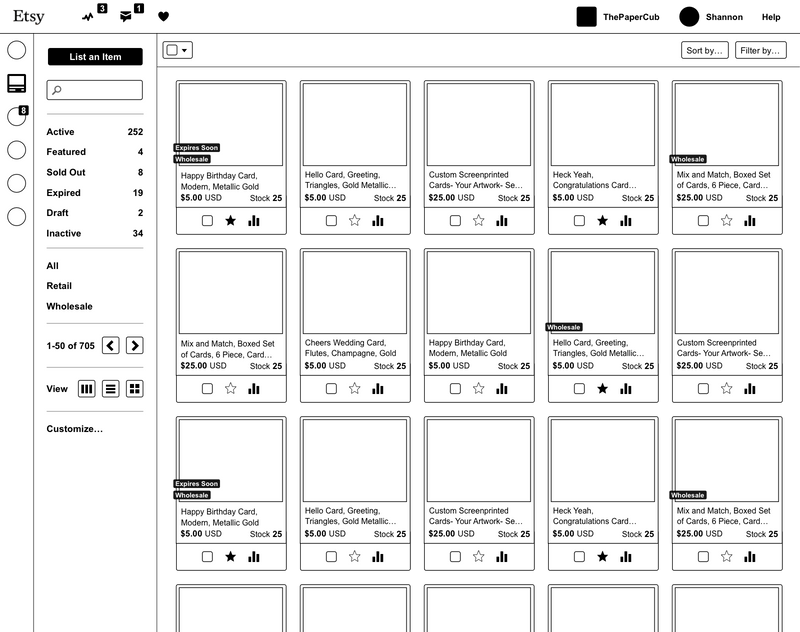 Etsy
3
1
ThePaperCub
Shannon
Help
8
List an Item
Active 252
Featured 4
Sold Out 8
Expired 19
Draft 2
Inactive 34
All
Retail
Wholesale
1-50 of 705
View
Customize...
Sort by...
Filter by...
Expires Soon
Wholesale
Happy Birthday Card,
Modern, Metallic Gold
$5.00 USD Stock 25
Hello Card, Greeting,
Triangles, Gold Metallic...
$5.00 USD Stock 25
Custom Screenprinted
Cards- Your Artwork- Se...
$25.00 USD Stock 25
Heck Yeah,
Congratulations Card...
$5.00 USD Stock 25
Wholesale
Mix and Match, Boxed Set
of Cards, 6 Piece, Card...
$25.00 USD Stock 25
Mix and Match, Boxed Set
of Cards, 6 Piece, Card...
$25.00 USD Stock 25
Cheers Wedding Card,
Flutes, Champagne, Gold
$5.00 USD Stock 25
Happy Birthday Card,
Modern, Metallic Gold
$5.00 USD Stock 25
Wholesale
Hello Card, Greeting,
Triangles, Gold Metallic...
$5.00 USD Stock 25
Custom Screenprinted
Cards- Your Artwork- Se...
$25.00 USD Stock 25
Expires Soon
Wholesale
Happy Birthday Card,
Modern, Metallic Gold
$5.00 USD Stock 25
Hello Card, Greeting,
Triangles, Gold Metallic...
$5.00 USD Stock 25
Custom Screenprinted
Cards- Your Artwork- Se...
$25.00 USD Stock 25
Heck Yeah,
Congratulations Card...
$5.00 USD Stock 25
Wholesale
Mix and Match, Boxed Set
of Cards, 6 Piece, Card...
$25.00 USD Stock 25